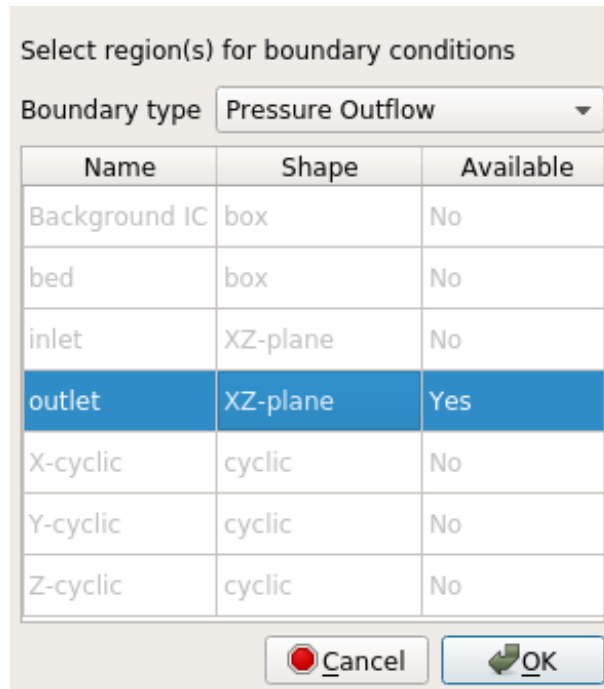 Select region(s) for boundary conditions
Boundary type Pressure Outflow
Name Shape Available
Background IC box No
bed box No
inlet XZ-plane No
outlet XZ-plane Yes
X-cyclic cyclic No
Y-cyclic cyclic No
Z-cyclic cyclic No
Cancel OK